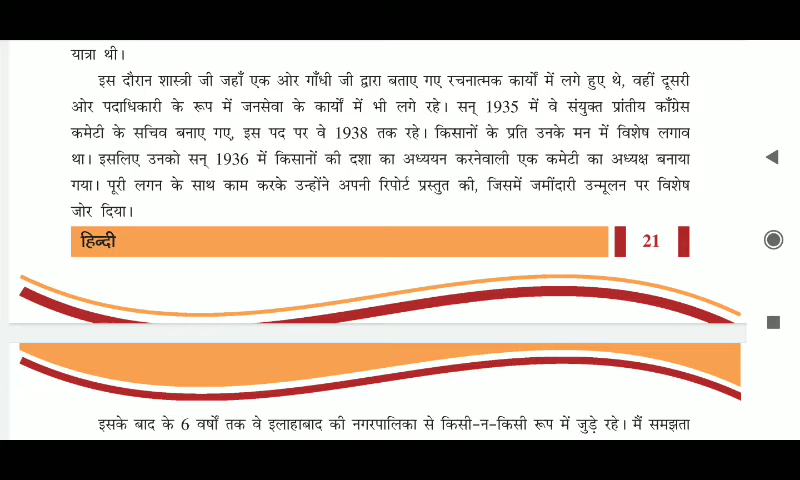 यात्रा थी।
इस दौरान शास्त्री जी जहाँ एक ओर गाँधी जी द्वारा बताए गए रचनात्मक कार्यों में लगे हुए थे, वहीं दूसरी
ओर पदाधिकारी के रूप में जनसेवा के कार्यों में भी लगे रहे। सन् 1935 में वे संयुक्त प्रांतीय काँग्रेस
कमेटी के सचिव बनाए गए, इस पद पर वे 1938 तक रहे। किसानों के प्रति उनके मन में विशेष लगाव
था। इसलिए उनको सन् 1936 में किसानों की दशा का अध्ययन करनेवाली एक कमेटी का अध्यक्ष बनाया
गया। पूरी लगन के साथ काम करके उन्होंने अपनी रिपोर्ट प्रस्तुत की, जिसमें जमींदारी उन्मूलन पर विशेष
जोर दिया।
हिन्दी 21
इसके बाद के 6 वर्षों तक वे इलाहाबाद की नगरपालिका से किसी-न-किसी रूप में जुड़े रहे। मैं समझता